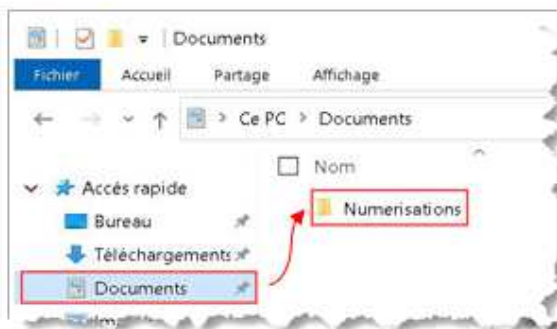 Documents
Fichier Accueil Partage Affichage
Ce PC > Documents
Nom
Accès rapide
Numerisations
Bureau
Téléchargements
Documents